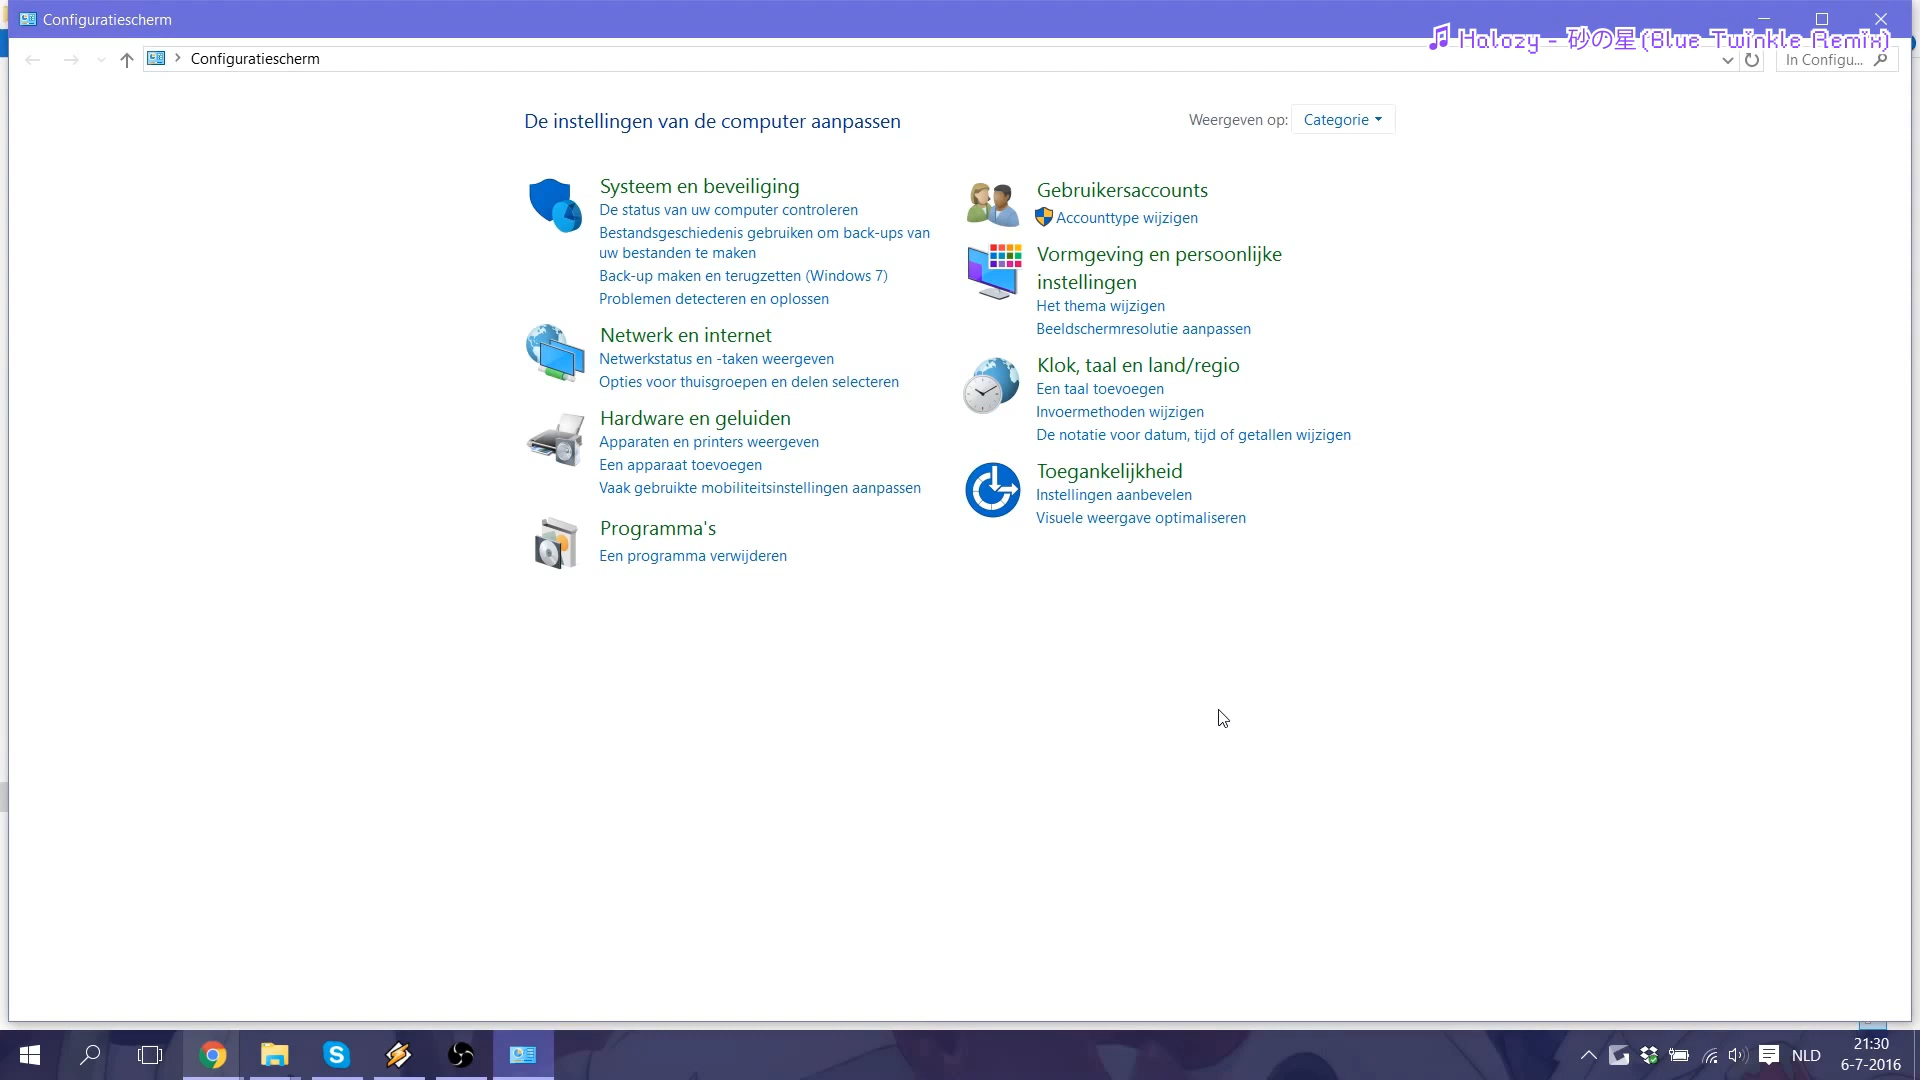 Configuratiescherm
Halozy - 砂の星(Blue Twinkle Remix)
Configuratiescherm
In Configu...
De instellingen van de computer aanpassen
Weergeven op: Categorie
Systeem en beveiliging
De status van uw computer controleren
Bestandsgeschiedenis gebruiken om back-ups van
uw bestanden te maken
Back-up maken en terugzetten (Windows 7)
Problemen detecteren en oplossen
Netwerk en internet
Netwerkstatus en -taken weergeven
Opties voor thuisgroepen en delen selecteren
Hardware en geluiden
Apparaten en printers weergeven
Een apparaat toevoegen
Vaak gebruikte mobiliteitsinstellingen aanpassen
Programma's
Een programma verwijderen
Gebruikersaccounts
Accounttype wijzigen
Vormgeving en persoonlijke
instellingen
Het thema wijzigen
Beeldschermresolutie aanpassen
Klok, taal en land/regio
Een taal toevoegen
Invoermethoden wijzigen
De notatie voor datum, tijd of getallen wijzigen
Toegankelijkheid
Instellingen aanbevelen
Visuele weergave optimaliseren
NLD
21:30
6-7-2016